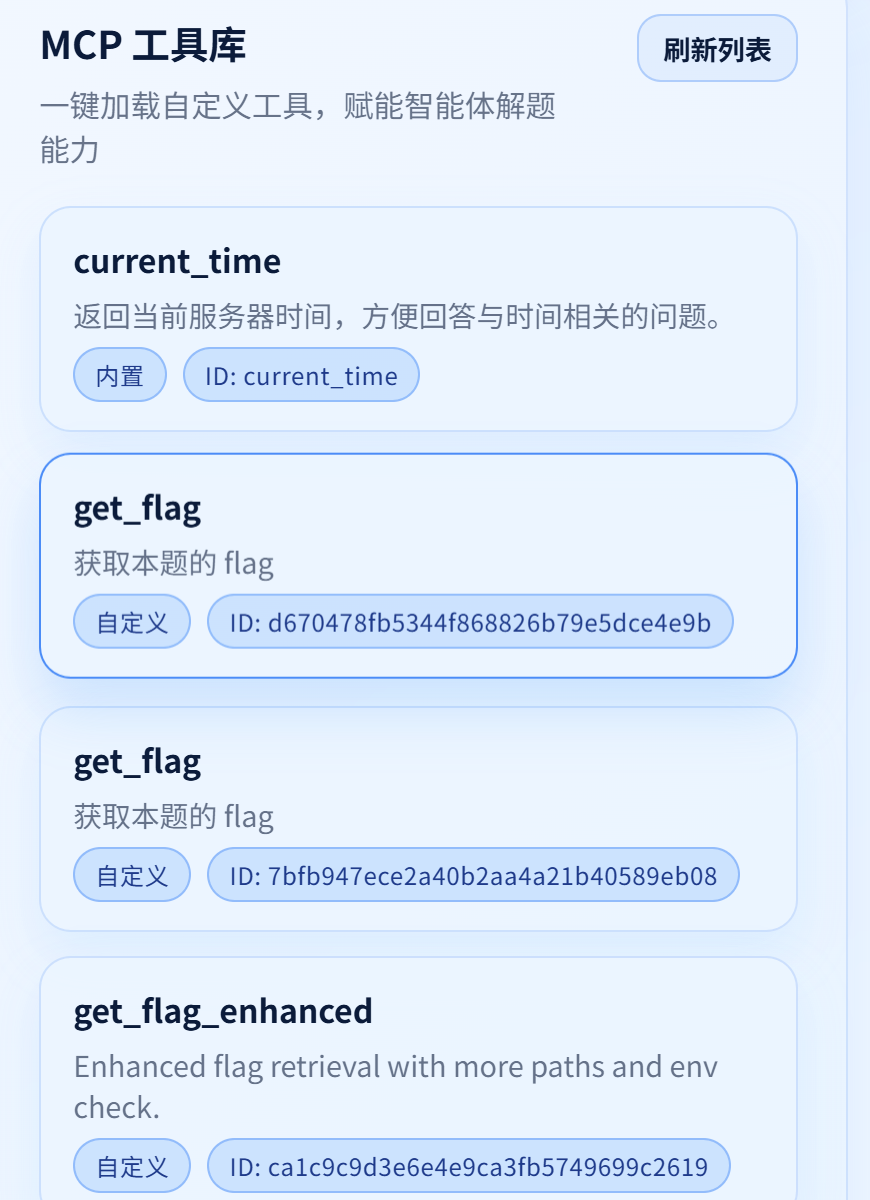 MCP 工具库
刷新列表
一键加载自定义工具，赋能智能体解题
能力
current_time
返回当前服务器时间，方便回答与时间相关的问题。
内置
ID: current_time
get_flag
获取本题的 flag
自定义
ID: d670478fb5344f868826b79e5dce4e9b
get_flag
获取本题的 flag
自定义
ID: 7bfb947ece2a40b2aa4a21b40589eb08
get_flag_enhanced
Enhanced flag retrieval with more paths and env
check.
自定义
ID: ca1c9c9d3e6e4e9ca3fb5749699c2619